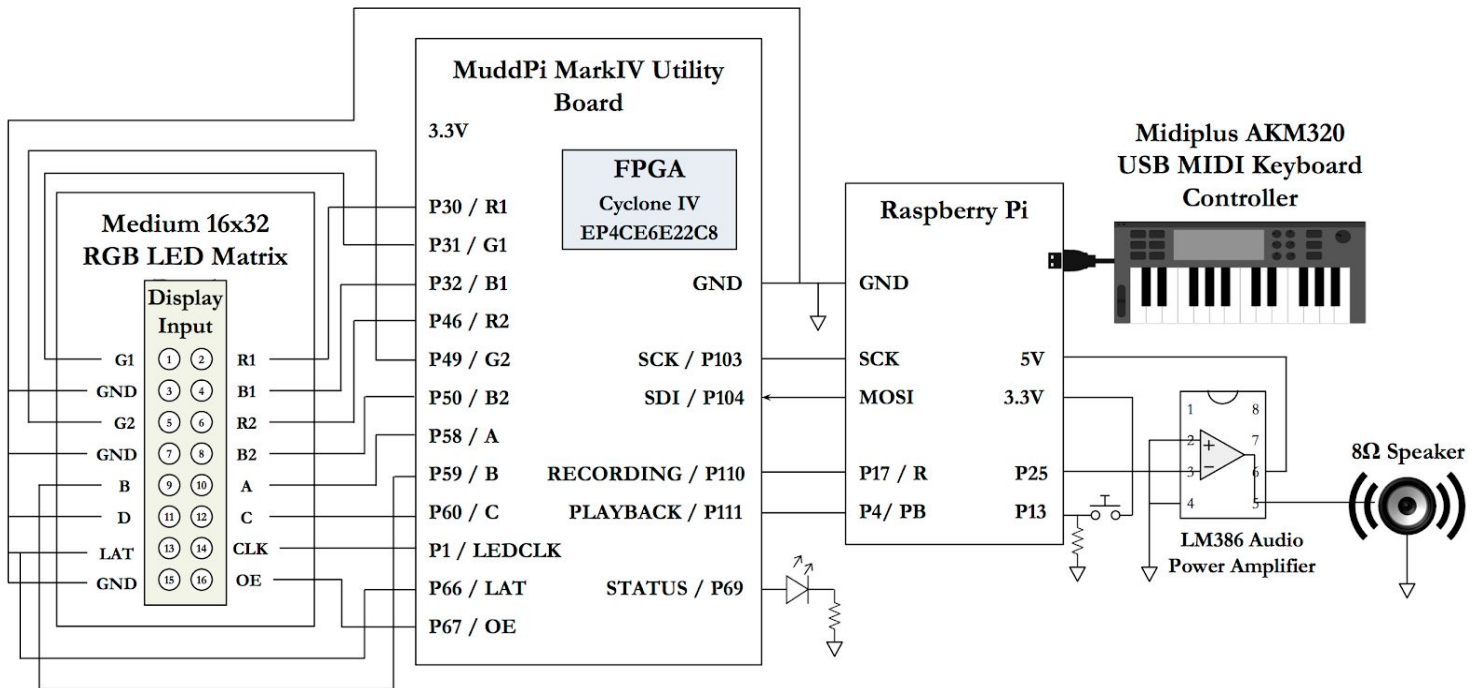 MuddPi MarkIV Utility
Board
3.3V
FPGA
Cyclone IV
EP4CE6E22C8
P30 / R1
P31 / G1
P32 / B1
P46 / R2
P49 / G2
P50 / B2
P58 / A
P59 / B
P60 / C
P1 / LEDCLK
P66 / LAT
P67 / OE
GND
SCK / P103
SDI / P104
RECORDING / P110
PLAYBACK / P111
STATUS / P69
Medium 16x32
RGB LED Matrix
Display
Input
G1 1 2 R1
GND 3 4 B1
G2 5 6 R2
GND 7 8 B2
B 9 10 A
D 11 12 C
LAT 13 14 CLK
GND 15 16 OE
Raspberry Pi
GND
SCK
MOSI
P17 / R
P4/ PB
5V
3.3V
P25
P13
Midiplus AKM320
USB MIDI Keyboard
Controller
1 8
2 7
3 6
4 5
+
−
LM386 Audio
Power Amplifier
8Ω Speaker